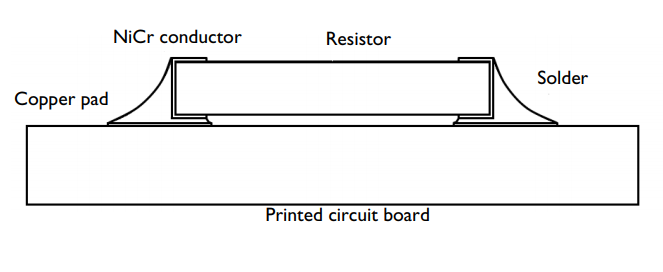 NiCr conductor
Resistor
Solder
Copper pad
Printed circuit board